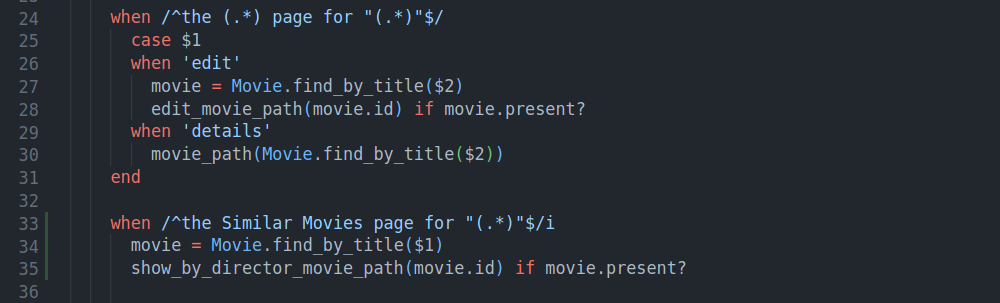 24 when /^the (.*) page for "(.*)"$/
25 case $1
26 when 'edit'
27 movie = Movie.find_by_title($2)
28 edit_movie_path(movie.id) if movie.present?
29 when 'details'
30 movie_path(Movie.find_by_title($2))
31 end
32
33 when /^the Similar Movies page for "(.*)"$/i
34 movie = Movie.find_by_title($1)
35 show_by_director_movie_path(movie.id) if movie.present?
36